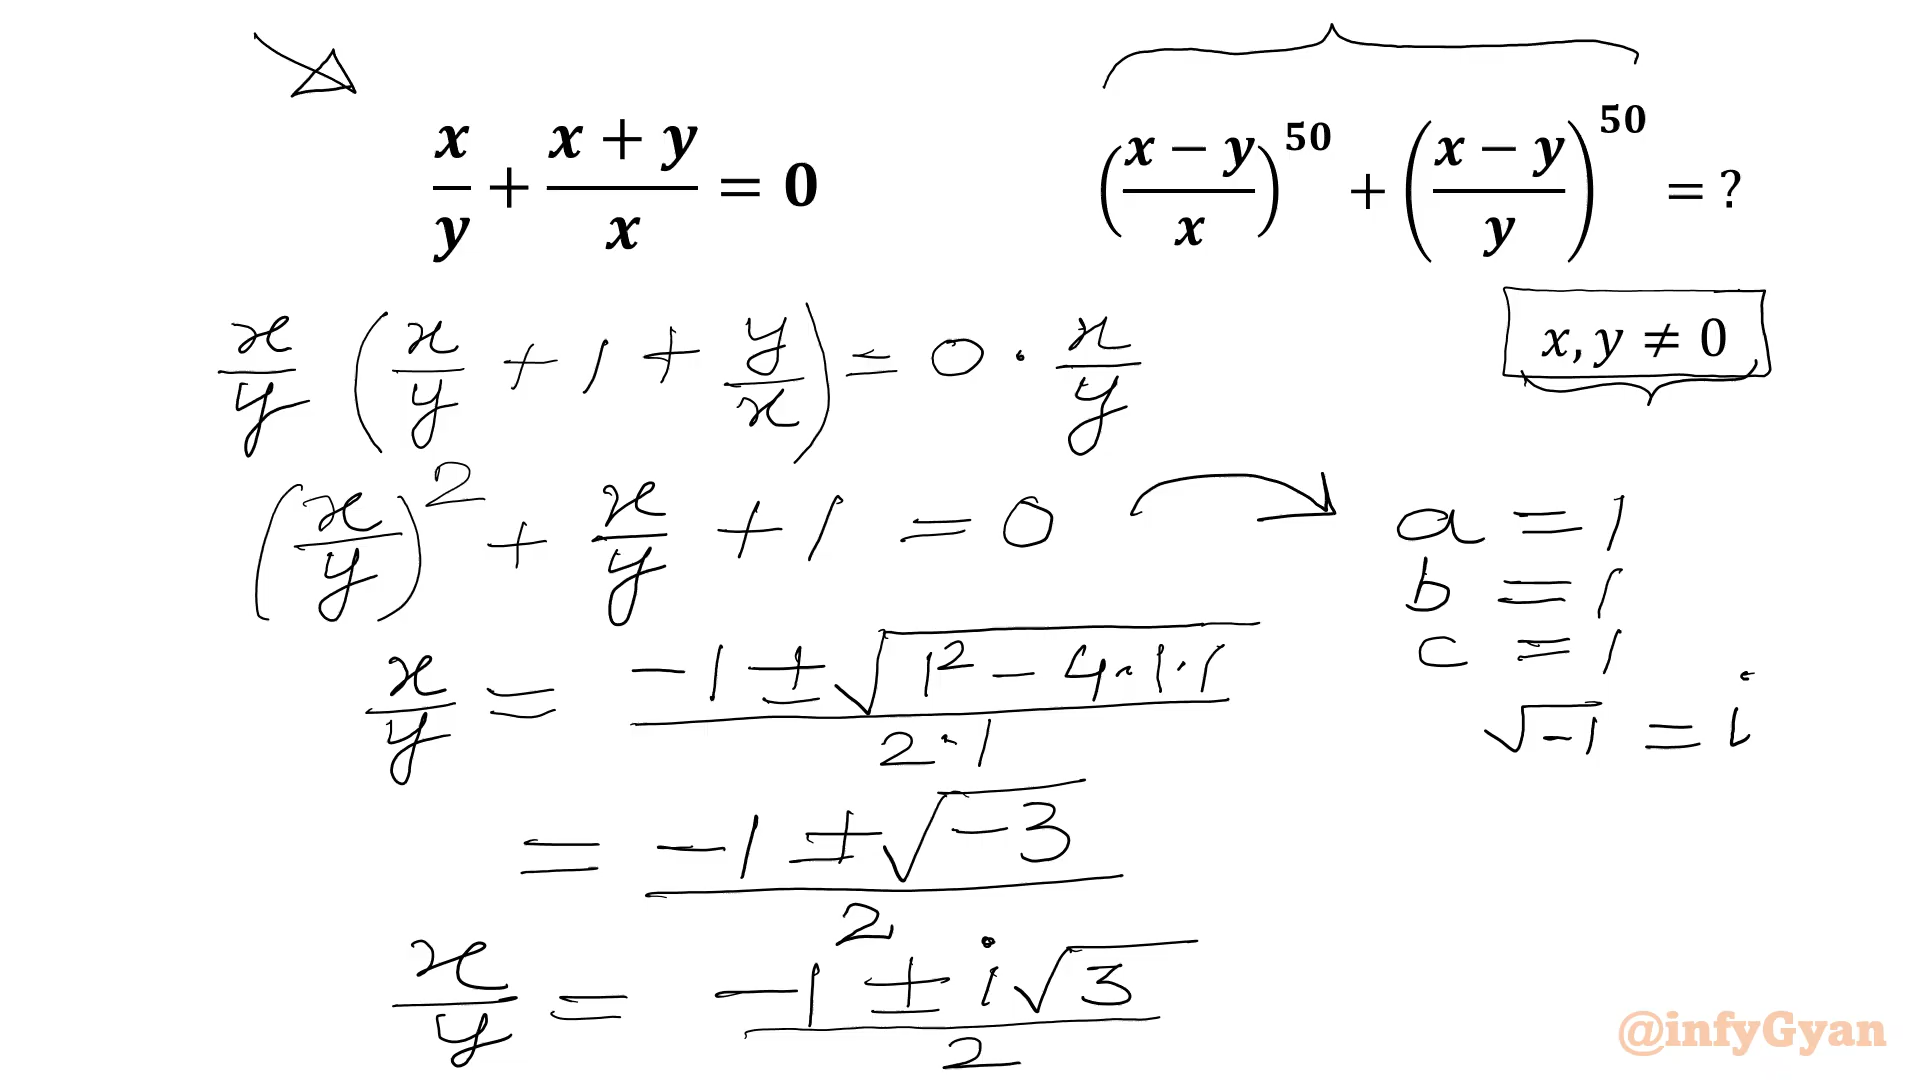 x/y + (x + y)/x = 0
((x − y)/x)^50 + ((x − y)/y)^50 = ?
x, y ≠ 0
x/y (x/y + 1 + y/x) = 0 · x/y
(x/y)^2 + x/y + 1 = 0
a = 1
b = 1
c = 1
√-1 = i
x/y = (-1 ± √(1^2 - 4·1·1))/(2·1)
= (-1 ± √-3)/2
x/y = (-1 ± i√3)/2
@infyGyan